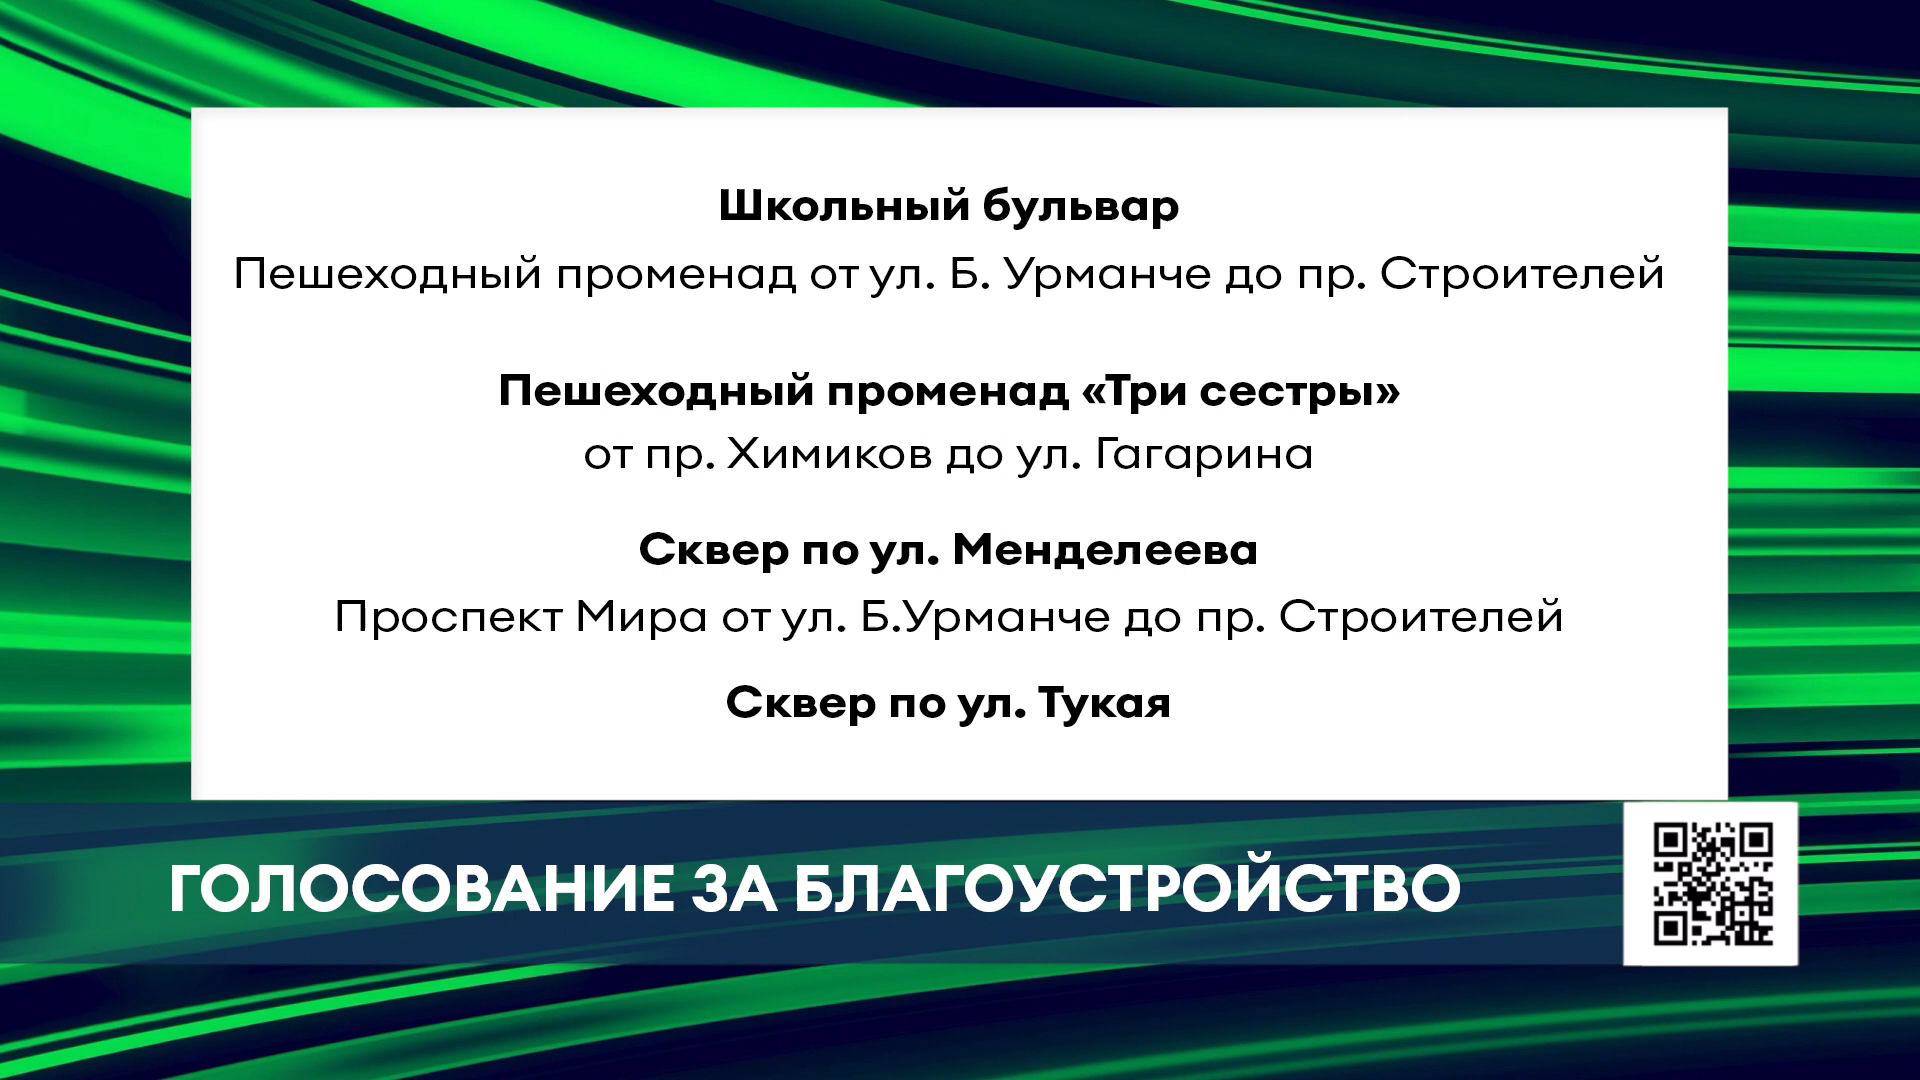 Школьный бульвар
Пешеходный променад от ул. Б. Урманче до пр. Строителей
Пешеходный променад «Три сестры»
от пр. Химиков до ул. Гагарина
Сквер по ул. Менделеева
Проспект Мира от ул. Б.Урманче до пр. Строителей
Сквер по ул. Тукая
ГОЛОСОВАНИЕ ЗА БЛАГОУСТРОЙСТВО